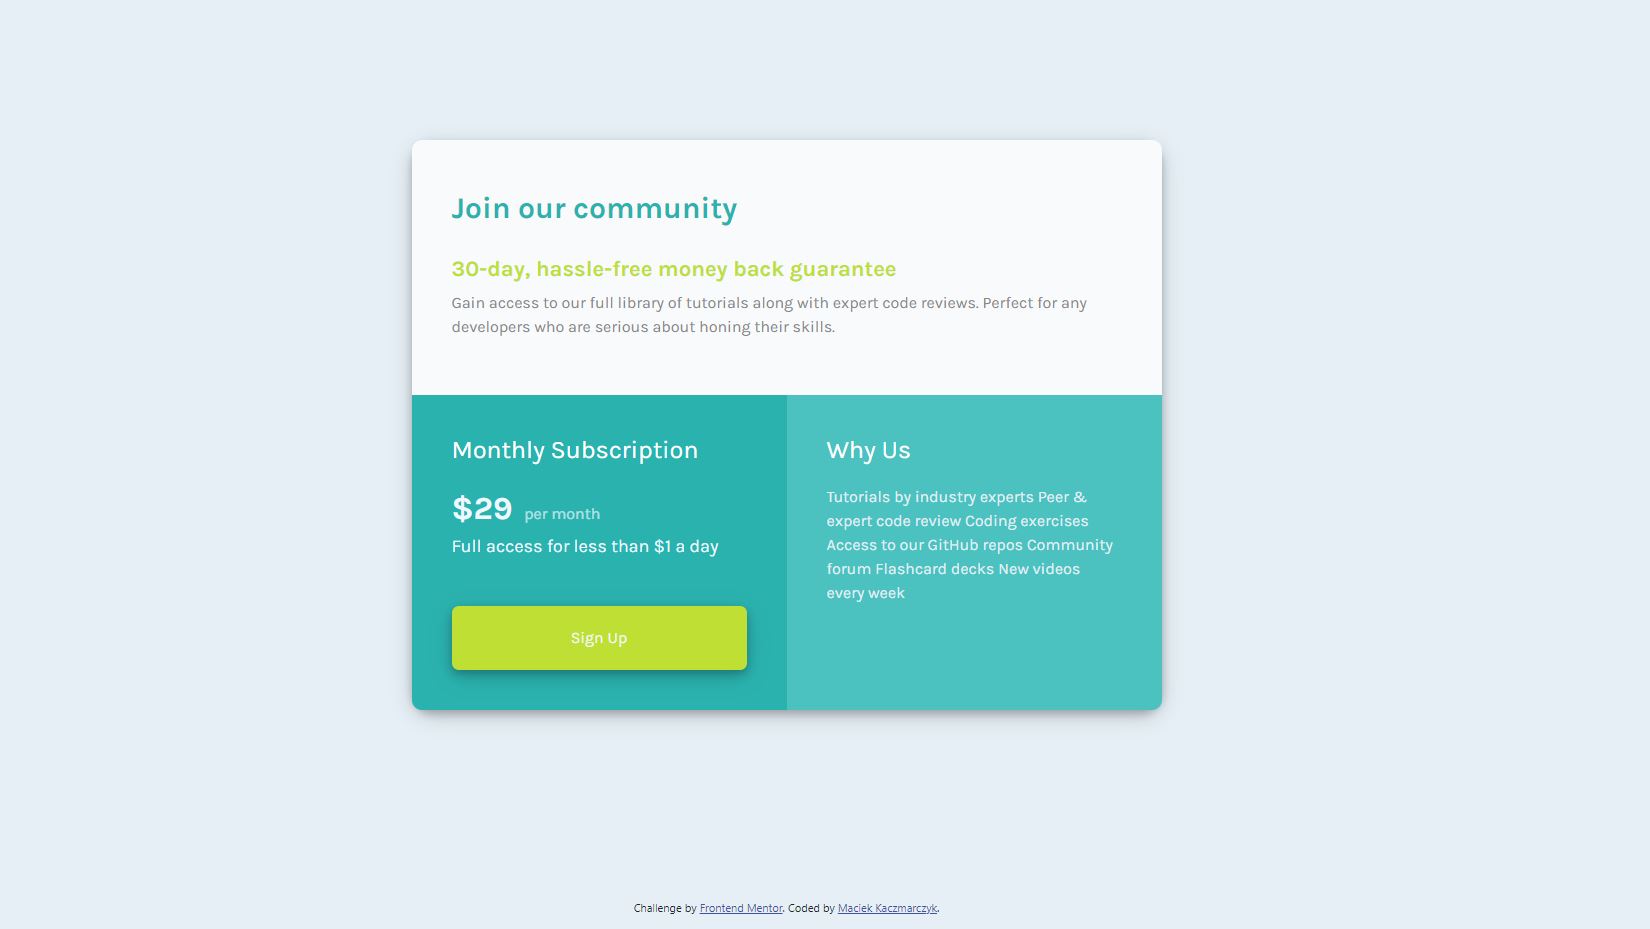 Join our community
30-day, hassle-free money back guarantee
Gain access to our full library of tutorials along with expert code reviews. Perfect for any
developers who are serious about honing their skills.
Monthly Subscription
$29 per month
Full access for less than $1 a day
Sign Up
Why Us
Tutorials by industry experts Peer &
expert code review Coding exercises
Access to our GitHub repos Community
forum Flashcard decks New videos
every week
Challenge by Frontend Mentor. Coded by Maciek Kaczmarczyk.